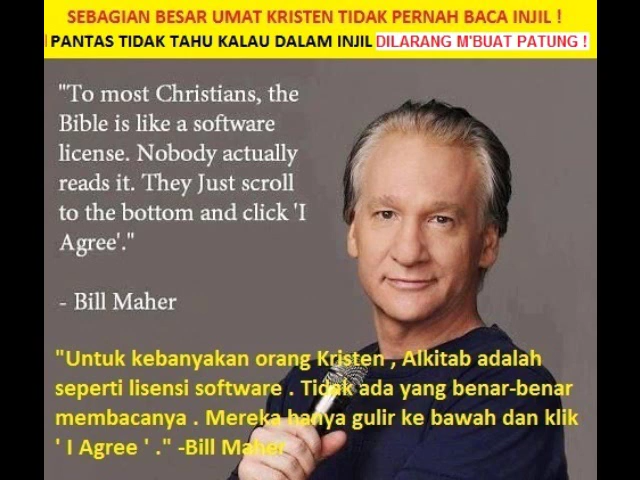 SEBAGIAN BESAR UMAT KRISTEN TIDAK PERNAH BACA INJIL !
PANTAS TIDAK TAHU KALAU DALAM INJIL DILARANG M'BUAT PATUNG !
"To most Christians, the
Bible is like a software
license. Nobody actually
reads it. They Just scroll
to the bottom and click 'I
Agree'."
- Bill Maher
"Untuk kebanyakan orang Kristen , Alkitab adalah
seperti lisensi software . Tidak ada yang benar-benar
membacanya . Mereka hanya gulir ke bawah dan klik
' I Agree ' ." -Bill Maher